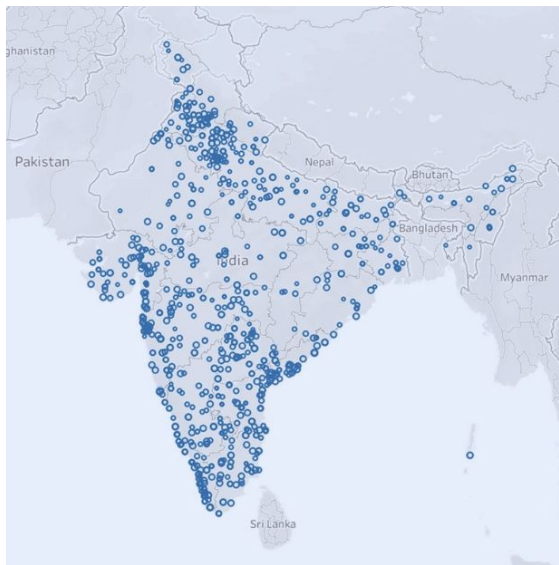 ghanistan
Pakistan
Nepal
Bhutan
Bangladesh
India
Myanmar
Sri Lanka